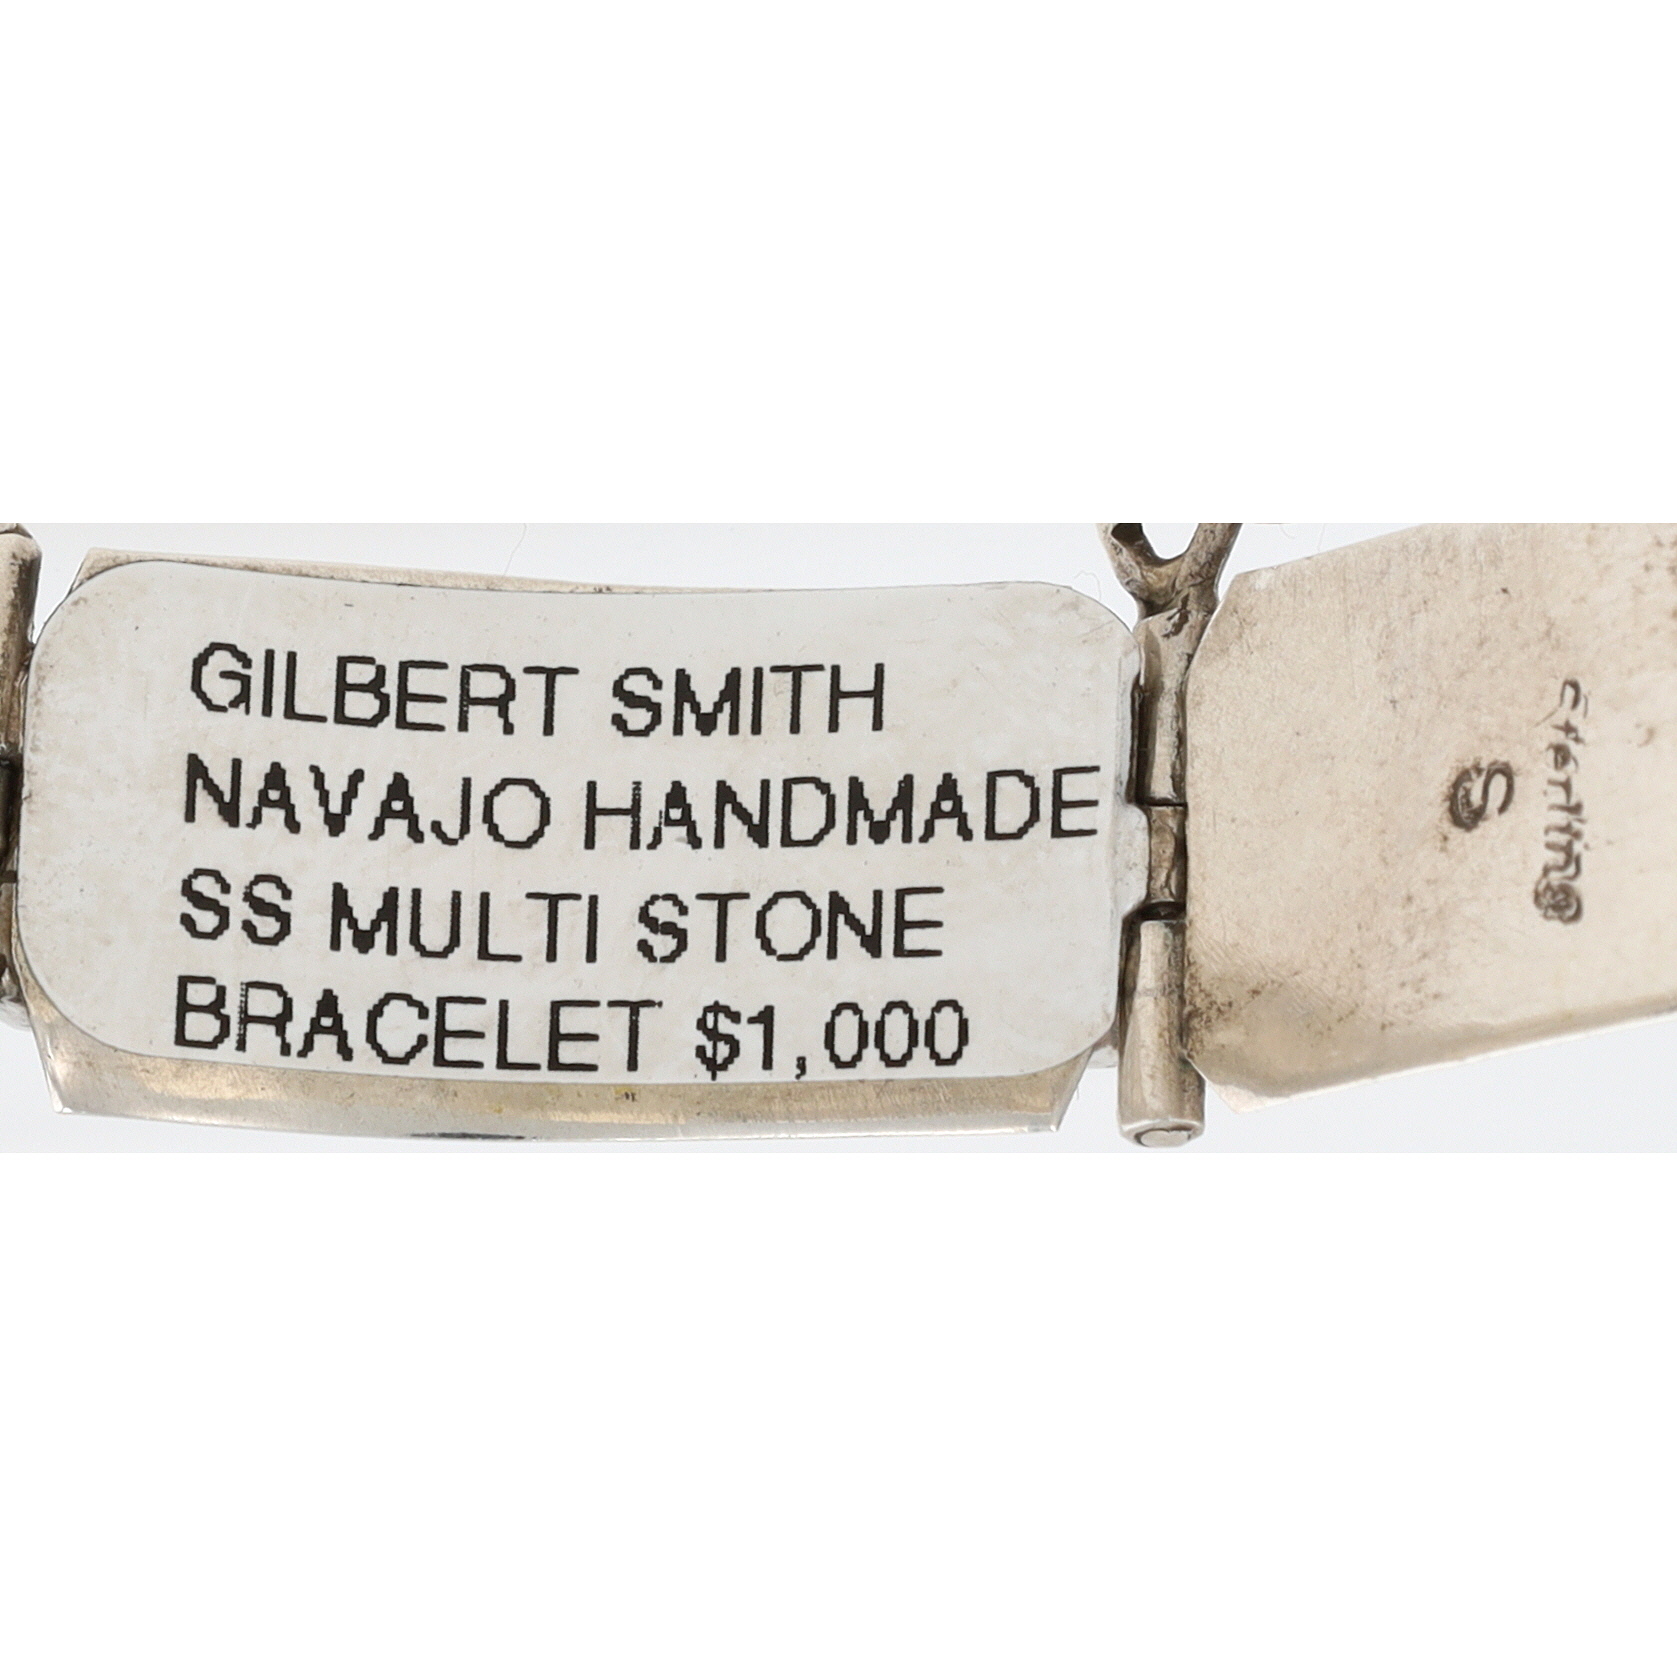 GILBERT SMITH
NAVAJO HANDMADE
SS MULTI STONE
BRACELET $1,000
Sterling
S